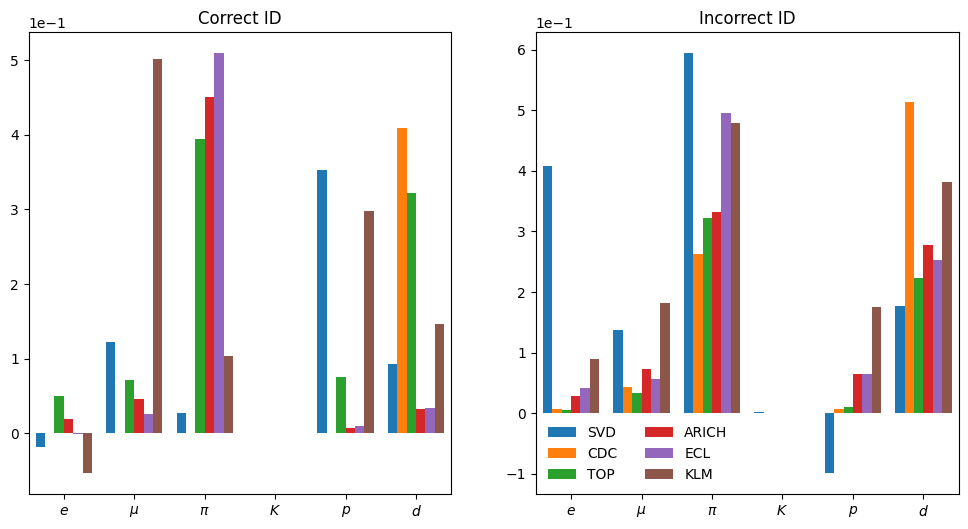 Correct ID
1e−1
5
4
3
2
1
0
e μ π K p d
Incorrect ID
1e−1
6
5
4
3
2
1
0
−1
SVD ARICH
CDC ECL
TOP KLM
e μ π K p d